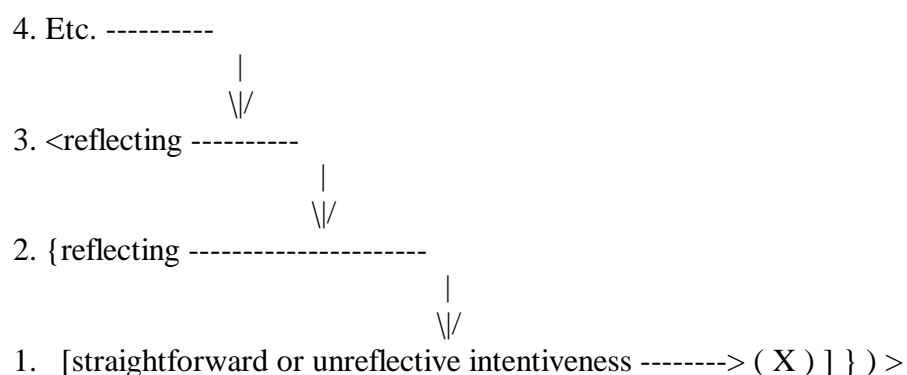 4. Etc. ----------
|
\|/
3. <reflecting ----------
|
\|/
2. {reflecting ----------------------
|
\|/
1. [straightforward or unreflective intentiveness --------> ( X ) ] } ) >